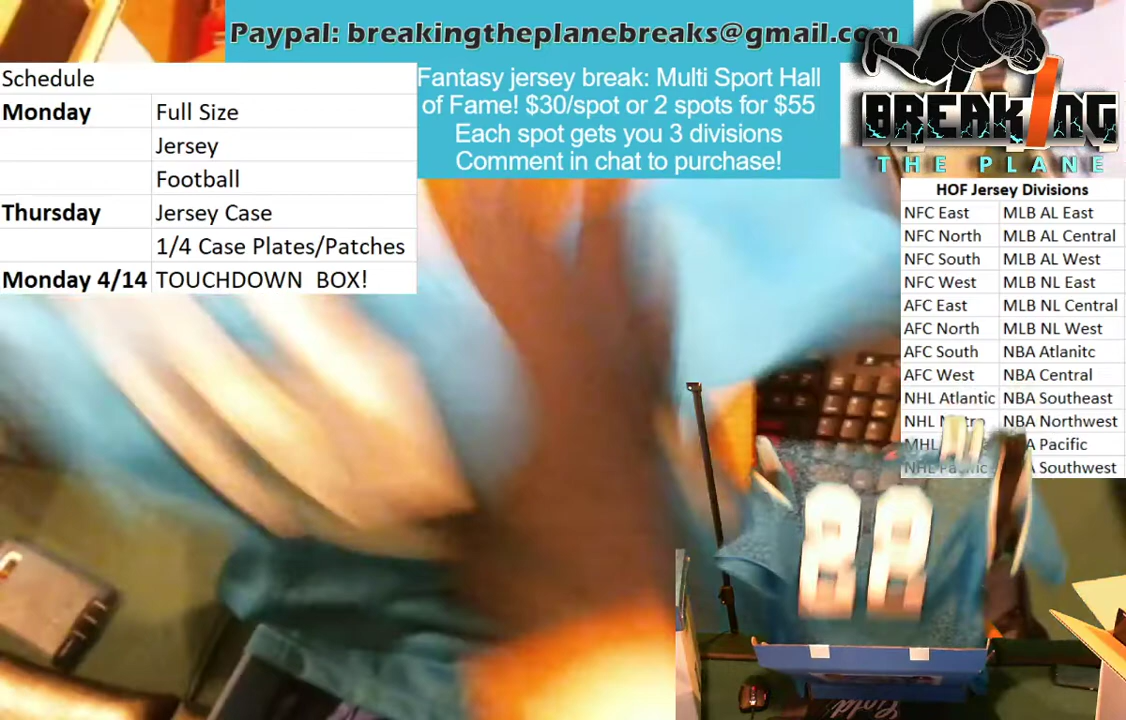 Paypal: breakingtheplanebreaks@gmail.com
Schedule
Monday Full Size
Jersey
Football
Thursday Jersey Case
1/4 Case Plates/Patches
Monday 4/14 TOUCHDOWN BOX!
Fantasy jersey break: Multi Sport Hall
of Fame! $30/spot or 2 spots for $55
Each spot gets you 3 divisions
Comment in chat to purchase!
BREAKING
THE PLANE
HOF Jersey Divisions
NFC East MLB AL East
NFC North MLB AL Central
NFC South MLB AL West
NFC West MLB NL East
AFC East MLB NL Central
AFC North MLB NL West
AFC South NBA Atlanitc
AFC West NBA Central
NHL Atlantic NBA Southeast
NHL NBA Northwest
MHL Pacific
NHL Pacific Southwest
88